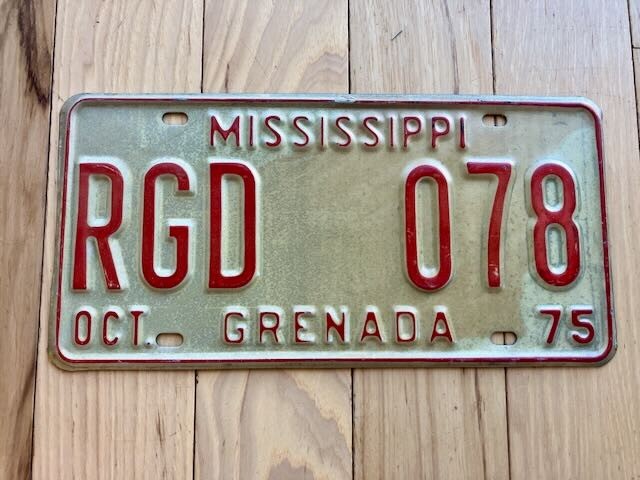 MISSISSIPPI
RGD 078
OCT. GRENADA 75